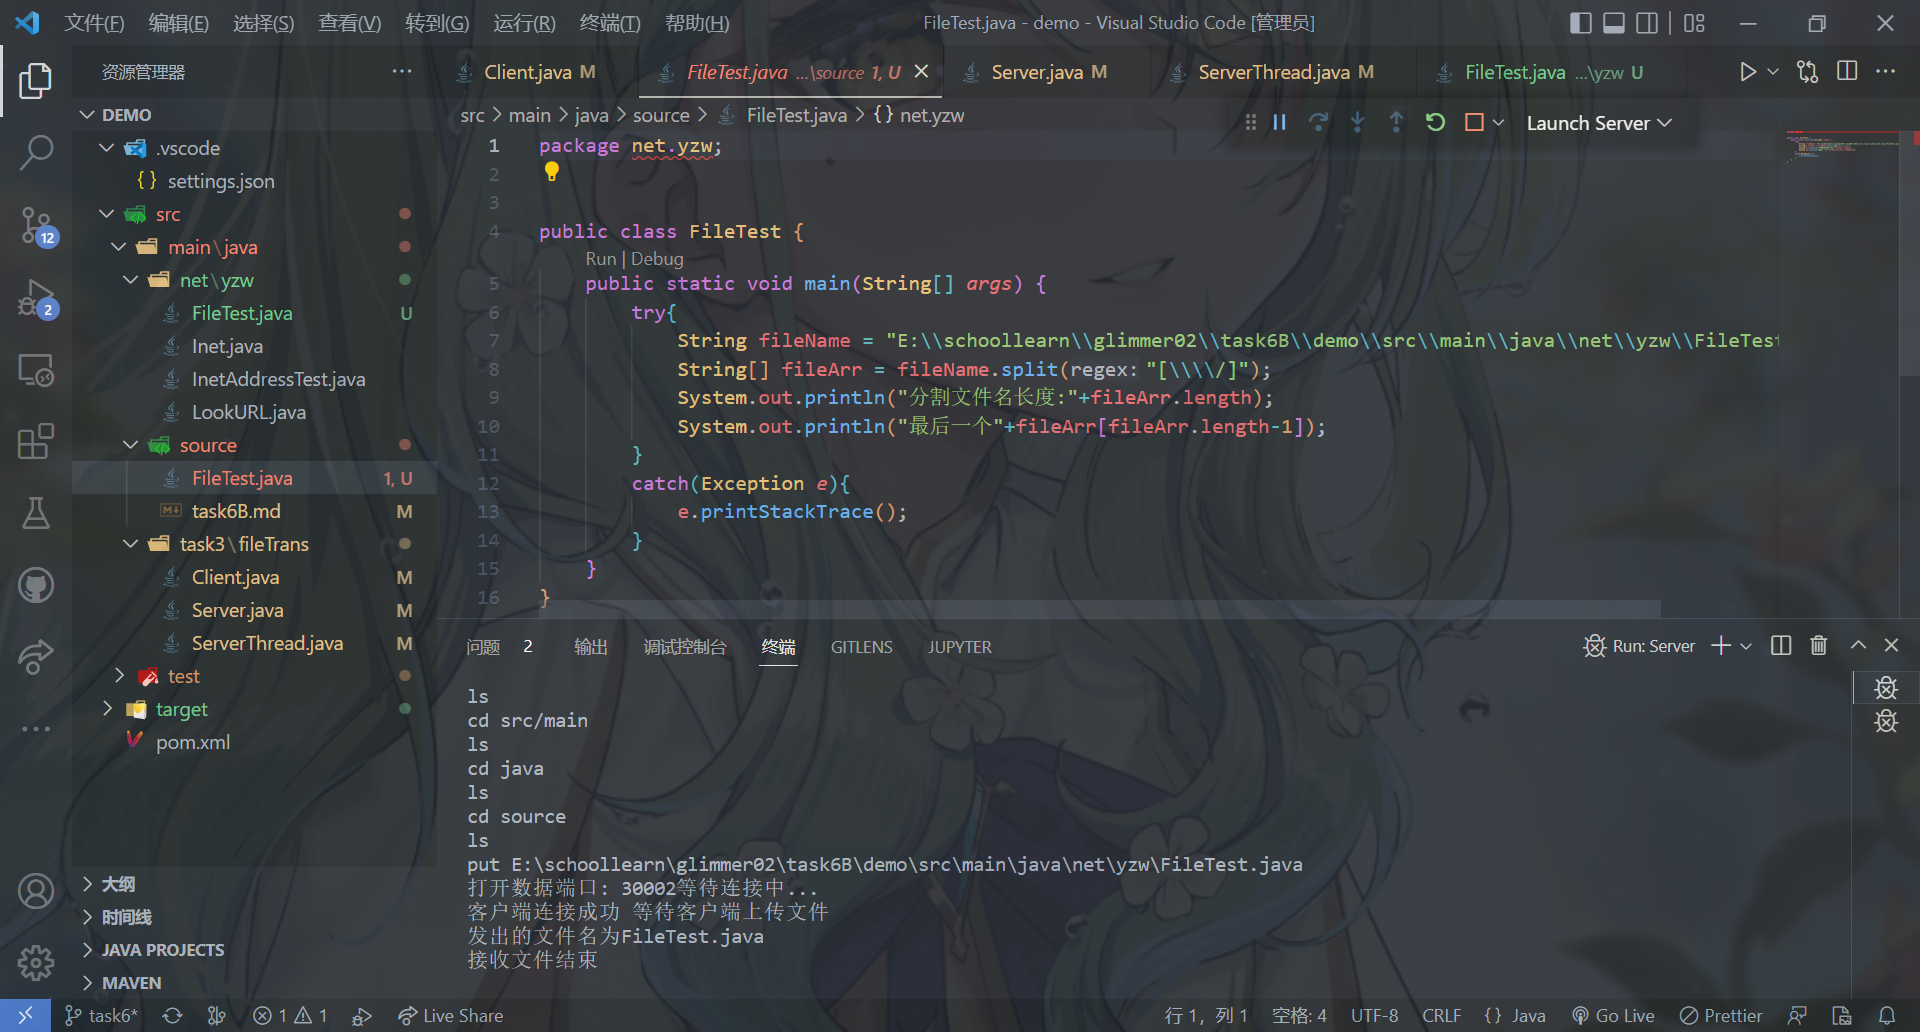 文件(F) 编辑(E) 选择(S) 查看(V) 转到(G) 运行(R) 终端(T) 帮助(H) FileTest.java - demo - Visual Studio Code [管理员]
资源管理器 ···
Client.java M FileTest.java ...\source 1, U Server.java M ServerThread.java M FileTest.java ...\yzw U
src > main > java > source > FileTest.java > {} net.yzw
Launch Server
DEMO
.vscode
{} settings.json
src
main\java
net\yzw
FileTest.java U
Inet.java
InetAddressTest.java
LookURL.java
source
FileTest.java 1, U
task6B.md M
task3\fileTrans
Client.java M
Server.java M
ServerThread.java M
test
target
pom.xml
大纲
时间线
JAVA PROJECTS
MAVEN
12
2
1 package net.yzw;
2
3
4 public class FileTest {
Run | Debug
5 public static void main(String[] args) {
6 try{
7 String fileName = "E:\\schoollearn\\glimmer02\\task6B\\demo\\src\\main\\java\\net\\yzw\\FileTest
8 String[] fileArr = fileName.split(regex: "[\\\\/]");
9 System.out.println("分割文件名长度:"+fileArr.length);
10 System.out.println("最后一个"+fileArr[fileArr.length-1]);
11 }
12 catch(Exception e){
13 e.printStackTrace();
14 }
15 }
16 }
问题 2 输出 调试控制台 终端 GITLENS JUPYTER Run: Server
ls
cd src/main
ls
cd java
ls
cd source
ls
put E:\schoollearn\glimmer02\task6B\demo\src\main\java\net\yzw\FileTest.java
打开数据端口: 30002等待连接中...
客户端连接成功 等待客户端上传文件
发出的文件名为FileTest.java
接收文件结束
task6* 1 1 Live Share 行 1, 列 1 空格: 4 UTF-8 CRLF {} Java Go Live Prettier